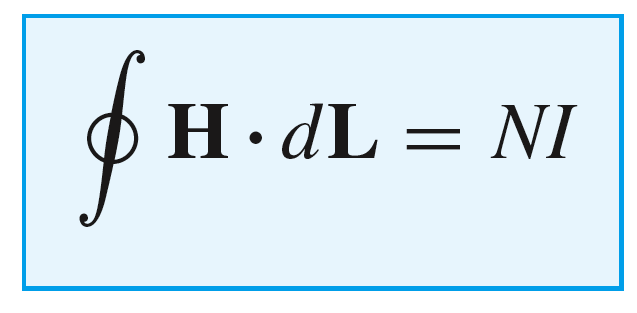 ∮ H · dL = NI